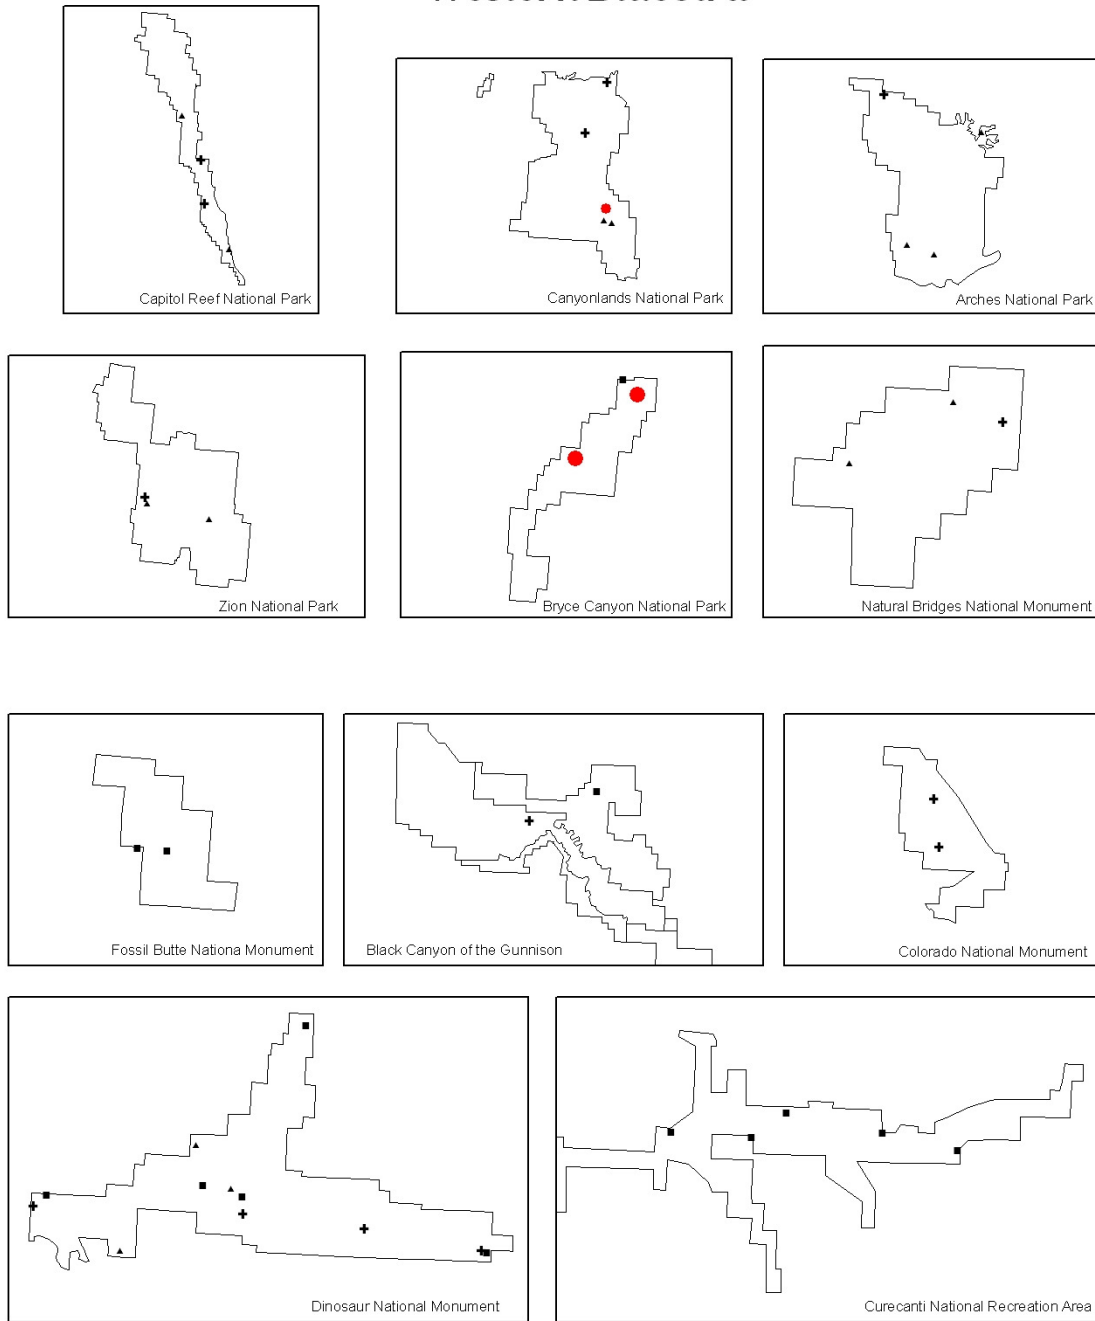 Capitol Reef National Park
Canyonlands National Park
Arches National Park
Zion National Park
Bryce Canyon National Park
Natural Bridges National Monument
Fossil Butte Nationa Monument
Black Canyon of the Gunnison
Colorado National Monument
Dinosaur National Monument
Curecanti National Recreation Area